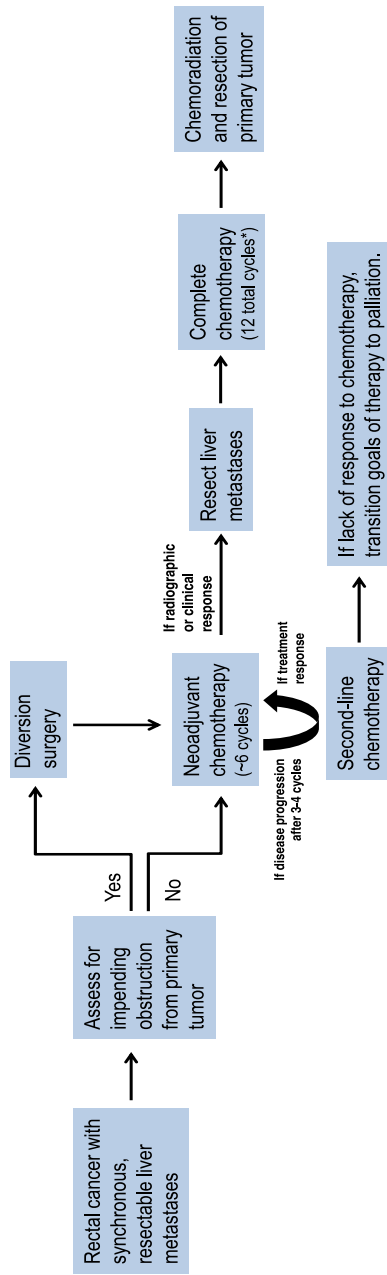 Rectal cancer with
synchronous,
resectable liver
metastases
Assess for
impending
obstruction
from primary
tumor
Yes
No
Diversion
surgery
Neoadjuvant
chemotherapy
(~6 cycles)
If disease progression
after 3-4 cycles
If treatment
response
Second-line
chemotherapy
If lack of response to chemotherapy,
transition goals of therapy to palliation.
If radiographic
or clinical
response
Resect liver
metastases
Complete
chemotherapy
(12 total cycles*)
Chemoradiation
and resection of
primary tumor